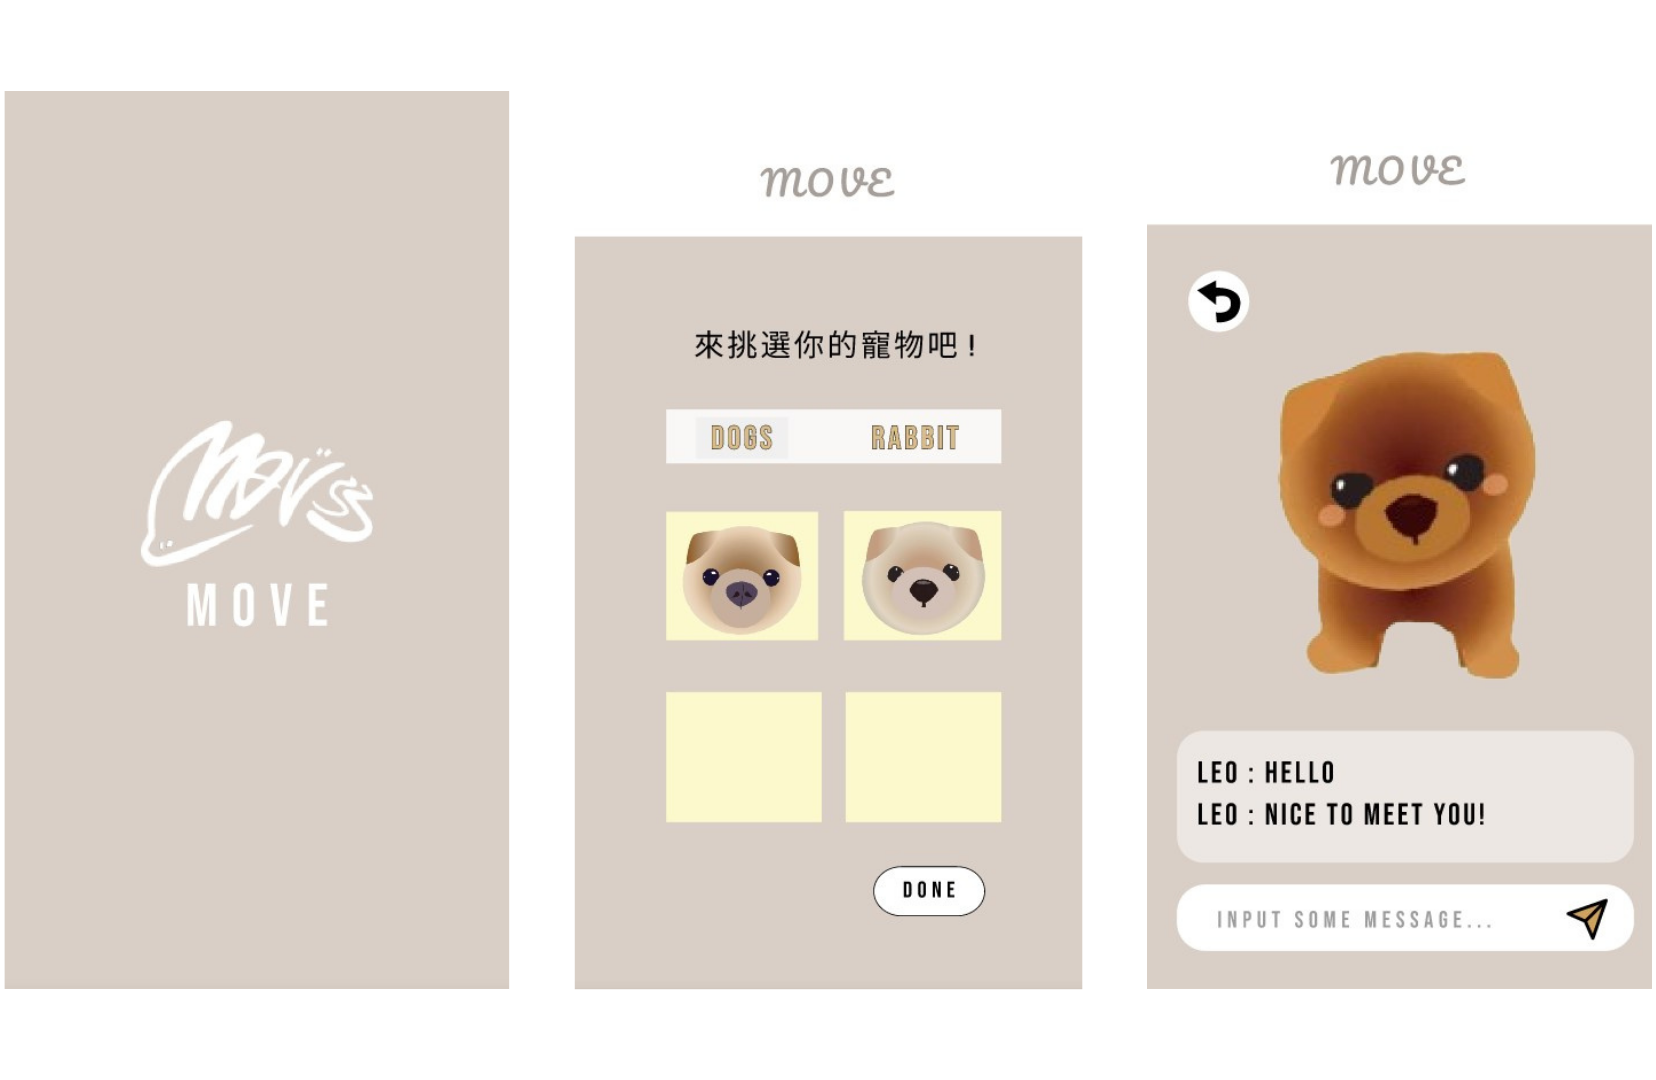 MOVE
move
來挑選你的寵物吧!
DOGS RABBIT
DONE
move
LEO : HELLO
LEO : NICE TO MEET YOU!
INPUT SOME MESSAGE...